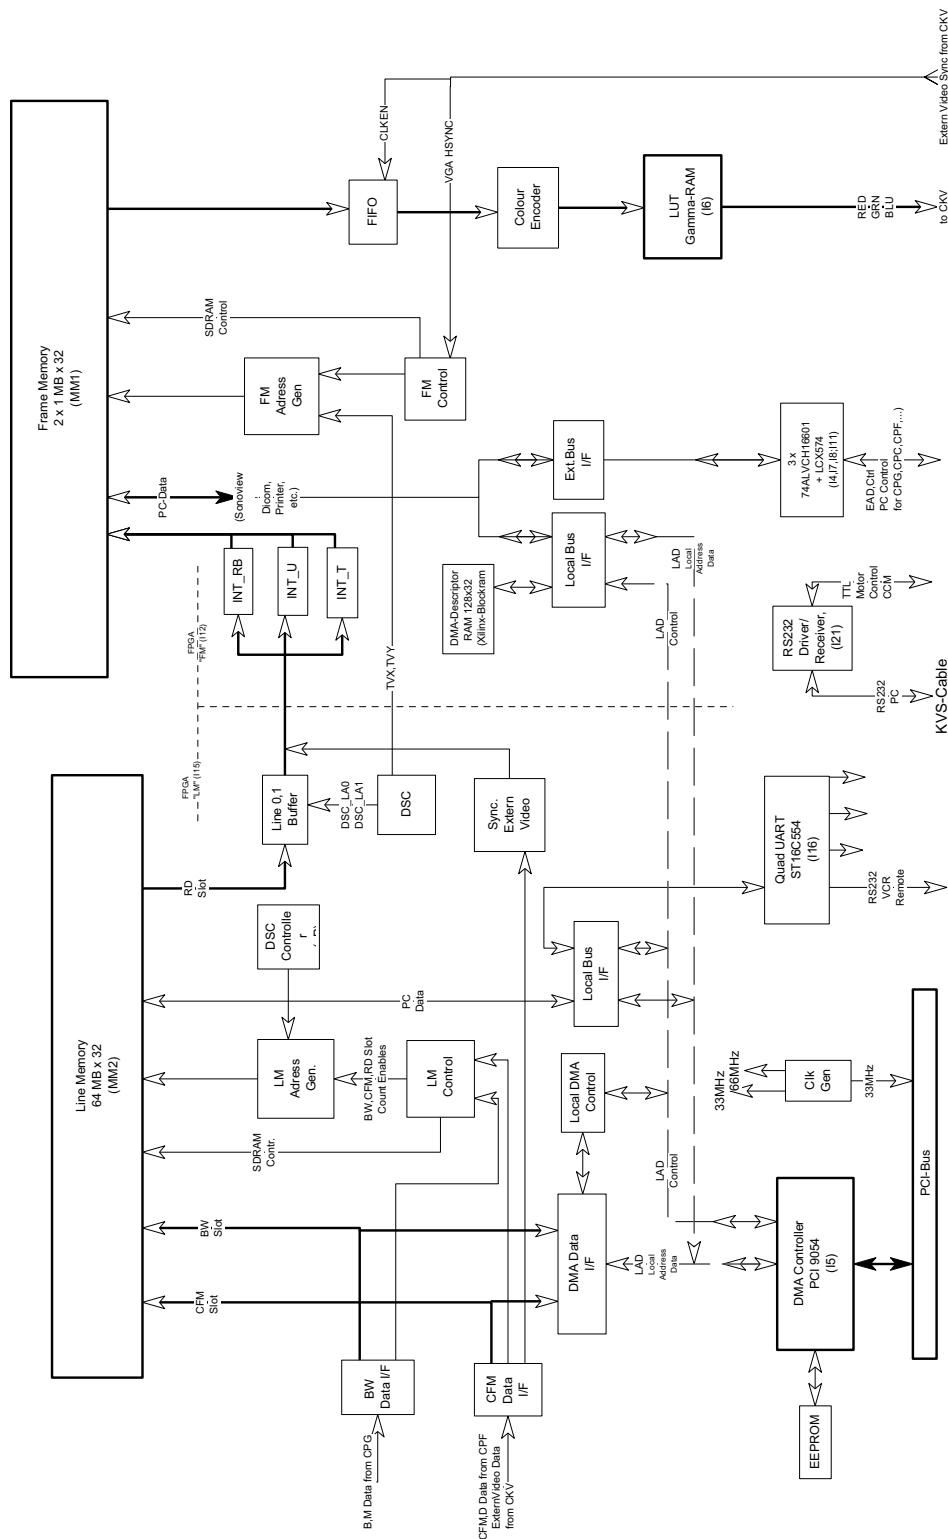 Frame Memory
2 x 1 MB x 32
(MM1)
CLKEN
VGA HSYNC
Extern Video Sync from CKV
FIFO
Colour
Encoder
LUT
Gamma-RAM
(I6)
RED
GRN
BLU
to CKV
SDRAM
Control
FM
Adress
Gen
FM
Control
PC-Data
(Sonoview
Dicom,
Printer,
etc.)
Ext.Bus
I/F
3 x
74ALVCH16601
+ LCX574
(I4,I7,I8;I11)
EAD,Ctrl
PC Control
for CPG,CPC,CPF,...)
INT_RB
INT_U
INT_T
DMA-Descriptor
RAM 128x32
(Xilinx-Blockram)
Local Bus
I/F
LAD
Local
Address
Data
LAD
Control
TTL
Motor
Control
CCM
RS232
Driver/
Receiver,
(I21)
RS232
PC
KVS-Cable
FPGA
"FM" (I12)
FPGA
"LM" (I15)
TVX,TVY
Line Memory
64 MB x 32
(MM2)
RD
Slot
Line 0,1
Buffer
DSC_LA0
DSC_LA1
DSC
Sync.
Extern
Video
Quad UART
ST16C554
(I16)
RS232
VCR
Remote
DSC
Controlle
r
PC
Data
Local Bus
I/F
LM
Adress
Gen.
BW,CFM,RD Slot
Count Enables
LM
Control
SDRAM
Contr.
Local DMA
Control
33MHz
/66MHz
Clk
Gen
33MHz
LAD
Control
BW
Slot
CFM
Slot
DMA Data
I/F
LAD
Local
Address
Data
DMA Controller
PCI 9054
(I5)
PCI-Bus
BW
Data I/F
CFM
Data
I/F
EEPROM
B,M Data from CPG
CFM,D Data from CPF
ExternVideo Data
from CKV